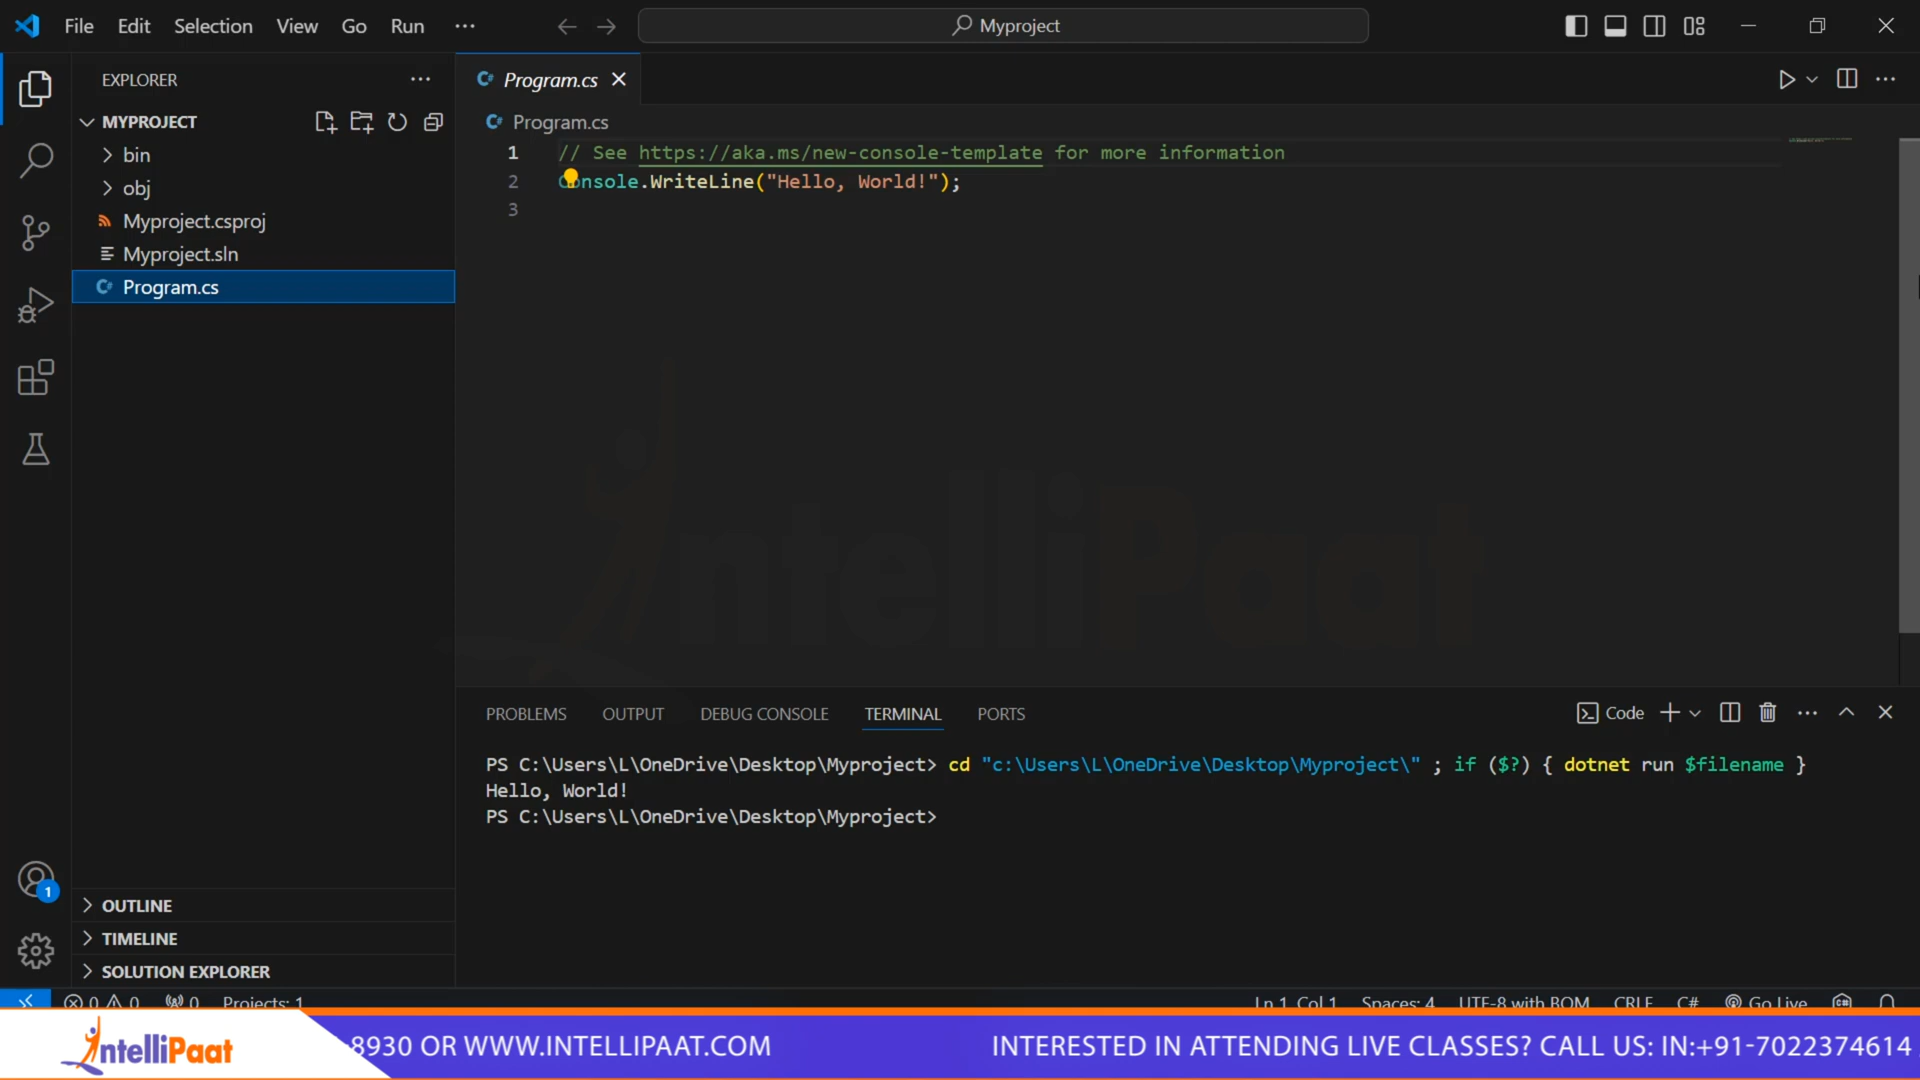 File Edit Selection View Go Run ···
Myproject
EXPLORER
MYPROJECT
bin
obj
Myproject.csproj
Myproject.sln
Program.cs
OUTLINE
TIMELINE
SOLUTION EXPLORER
Program.cs
Program.cs
1 // See https://aka.ms/new-console-template for more information
2 Console.WriteLine("Hello, World!");
3
IntelliPaat
PROBLEMS OUTPUT DEBUG CONSOLE TERMINAL PORTS
Code
PS C:\Users\L\OneDrive\Desktop\Myproject> cd "c:\Users\L\OneDrive\Desktop\Myproject\" ; if ($?) { dotnet run $filename }
Hello, World!
PS C:\Users\L\OneDrive\Desktop\Myproject>
1
0 0 0 Projects: 1
Ln 1, Col 1 Spaces: 4 UTF-8 with BOM CRLF C# Go Live
IntelliPaat
-8930 OR WWW.INTELLIPAAT.COM
INTERESTED IN ATTENDING LIVE CLASSES? CALL US: IN:+91-7022374614